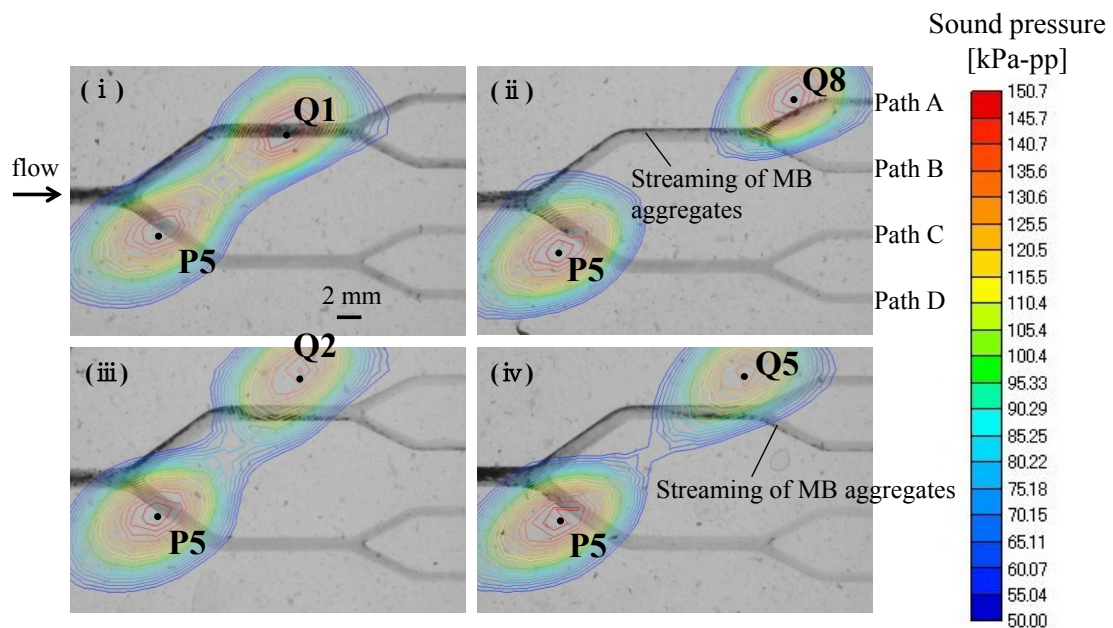 Sound pressure
[kPa-pp]
(ⅰ)
Q1
P5
2 mm
flow
(ⅱ)
Q8
P5
Streaming of MB
aggregates
Path A
Path B
Path C
Path D
(ⅲ)
Q2
P5
(ⅳ)
Q5
P5
Streaming of MB aggregates
150.7
145.7
140.7
135.6
130.6
125.6
120.5
115.5
110.4
105.4
100.4
95.33
90.29
85.25
80.22
75.18
70.15
65.11
60.07
55.04
50.00